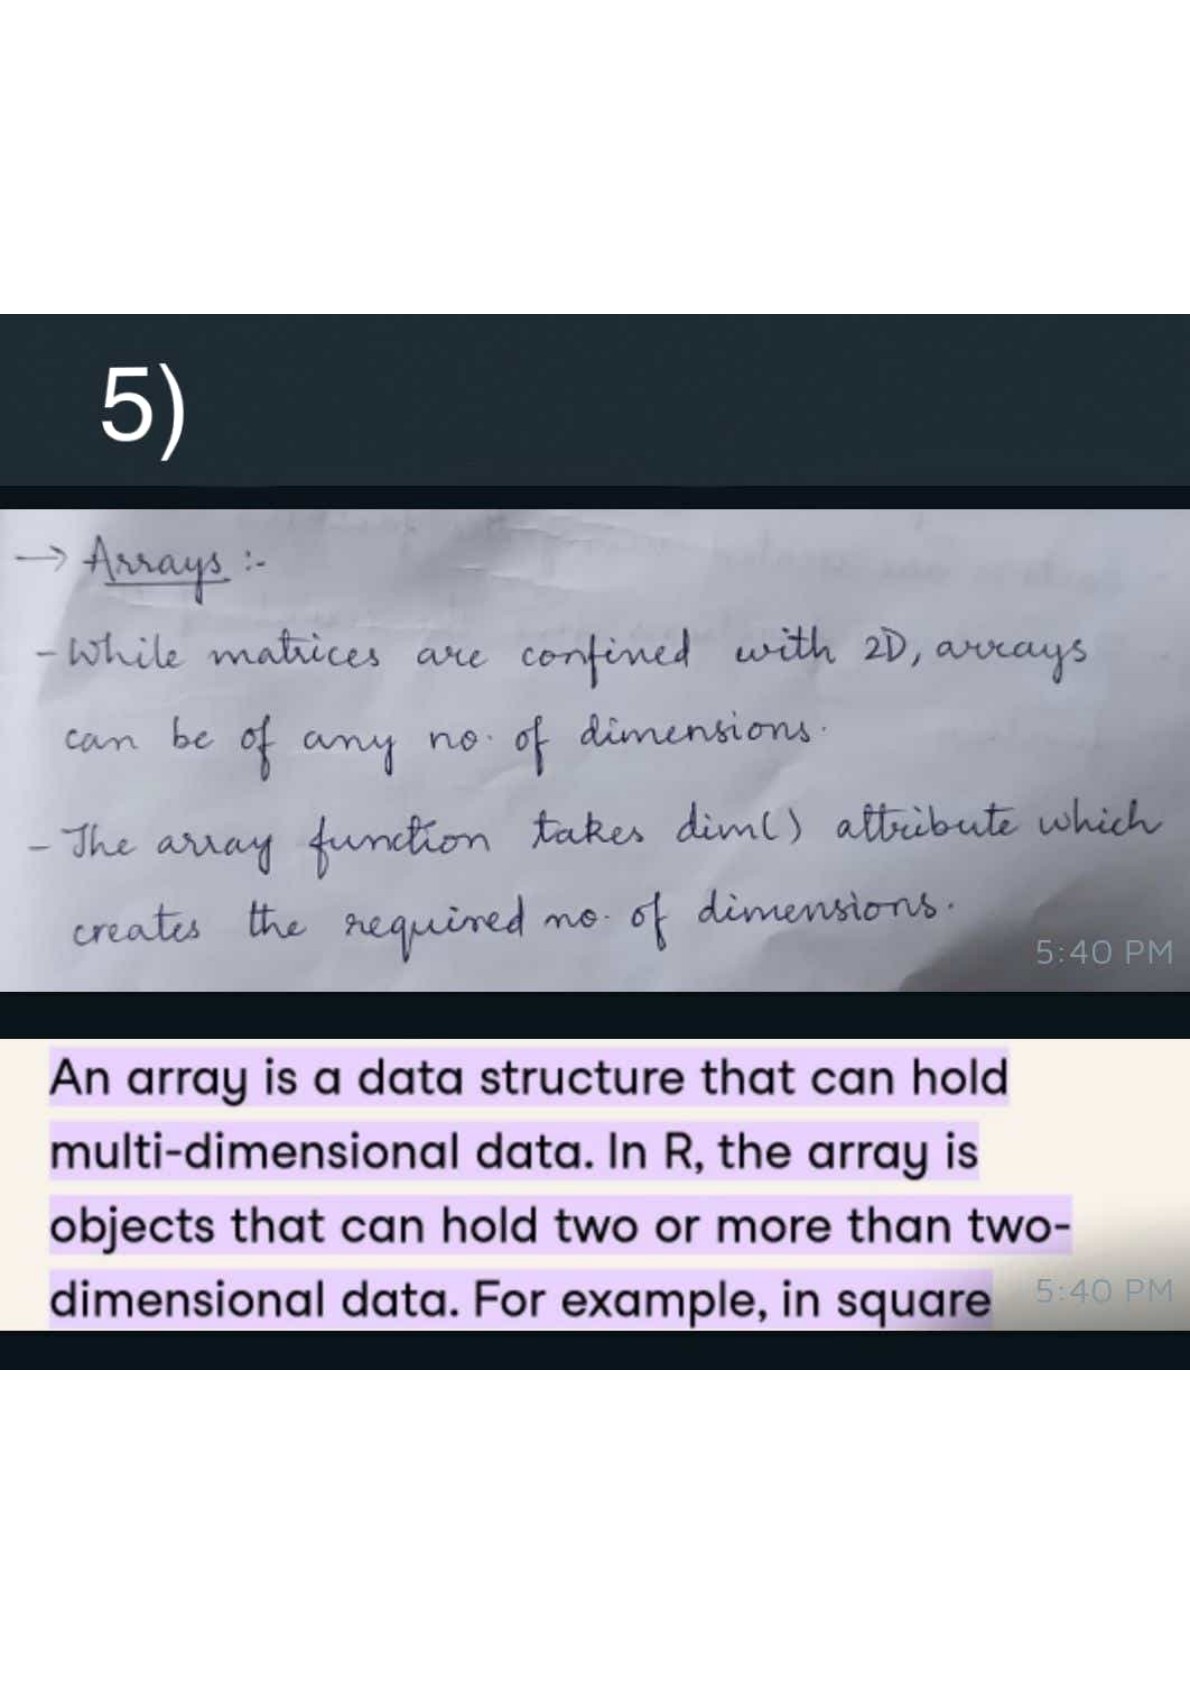 5)
→ Arrays :-
- While matrices are confined with 2D, arrays
can be of any no. of dimensions.
- The array function takes dim() attribute which
creates the required no. of dimensions.
5:40 PM
An array is a data structure that can hold
multi-dimensional data. In R, the array is
objects that can hold two or more than two-
dimensional data. For example, in square
5:40 PM